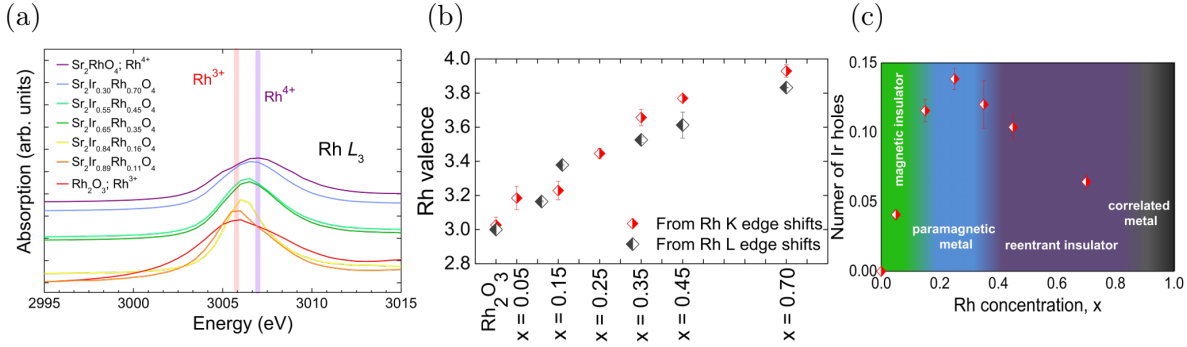 (a)
Sr2RhO4; Rh4+
Sr2Ir0.30Rh0.70O4
Sr2Ir0.55Rh0.45O4
Sr2Ir0.65Rh0.35O4
Sr2Ir0.84Rh0.16O4
Sr2Ir0.89Rh0.11O4
Rh2O3; Rh3+
Rh3+
Rh4+
Rh L3
Absorption (arb. units)
2995 3000 3005 3010 3015
Energy (eV)
(b)
Rh valence
4.0
3.8
3.6
3.4
3.2
3.0
2.8
From Rh K edge shifts
From Rh L edge shifts
Rh2O3
x = 0.05
x = 0.15
x = 0.25
x = 0.35
x = 0.45
x = 0.70
(c)
Numer of Ir holes
0.15
0.10
0.05
0.00
magnetic insulator
paramagnetic
metal
reentrant insulator
correlated
metal
0.0 0.2 0.4 0.6 0.8 1.0
Rh concentration, x